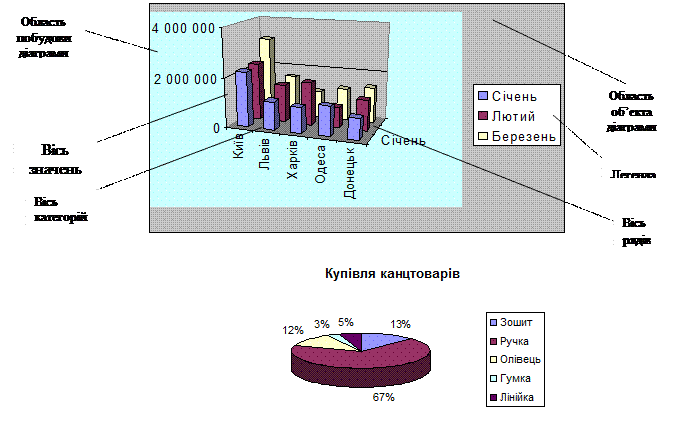 Область
побудови
діаграми
4 000 000
2 000 000
0
Київ
Львів
Харків
Одеса
Донецьк
Січень
Січень
Лютий
Березень
Область
об'єкта
діаграми
Вісь
значень
Легенда
Вісь
категорій
Вісь
рядів
Купівля канцтоварів
12%
3%
5%
13%
67%
Зошит
Ручка
Олівець
Гумка
Лінійка